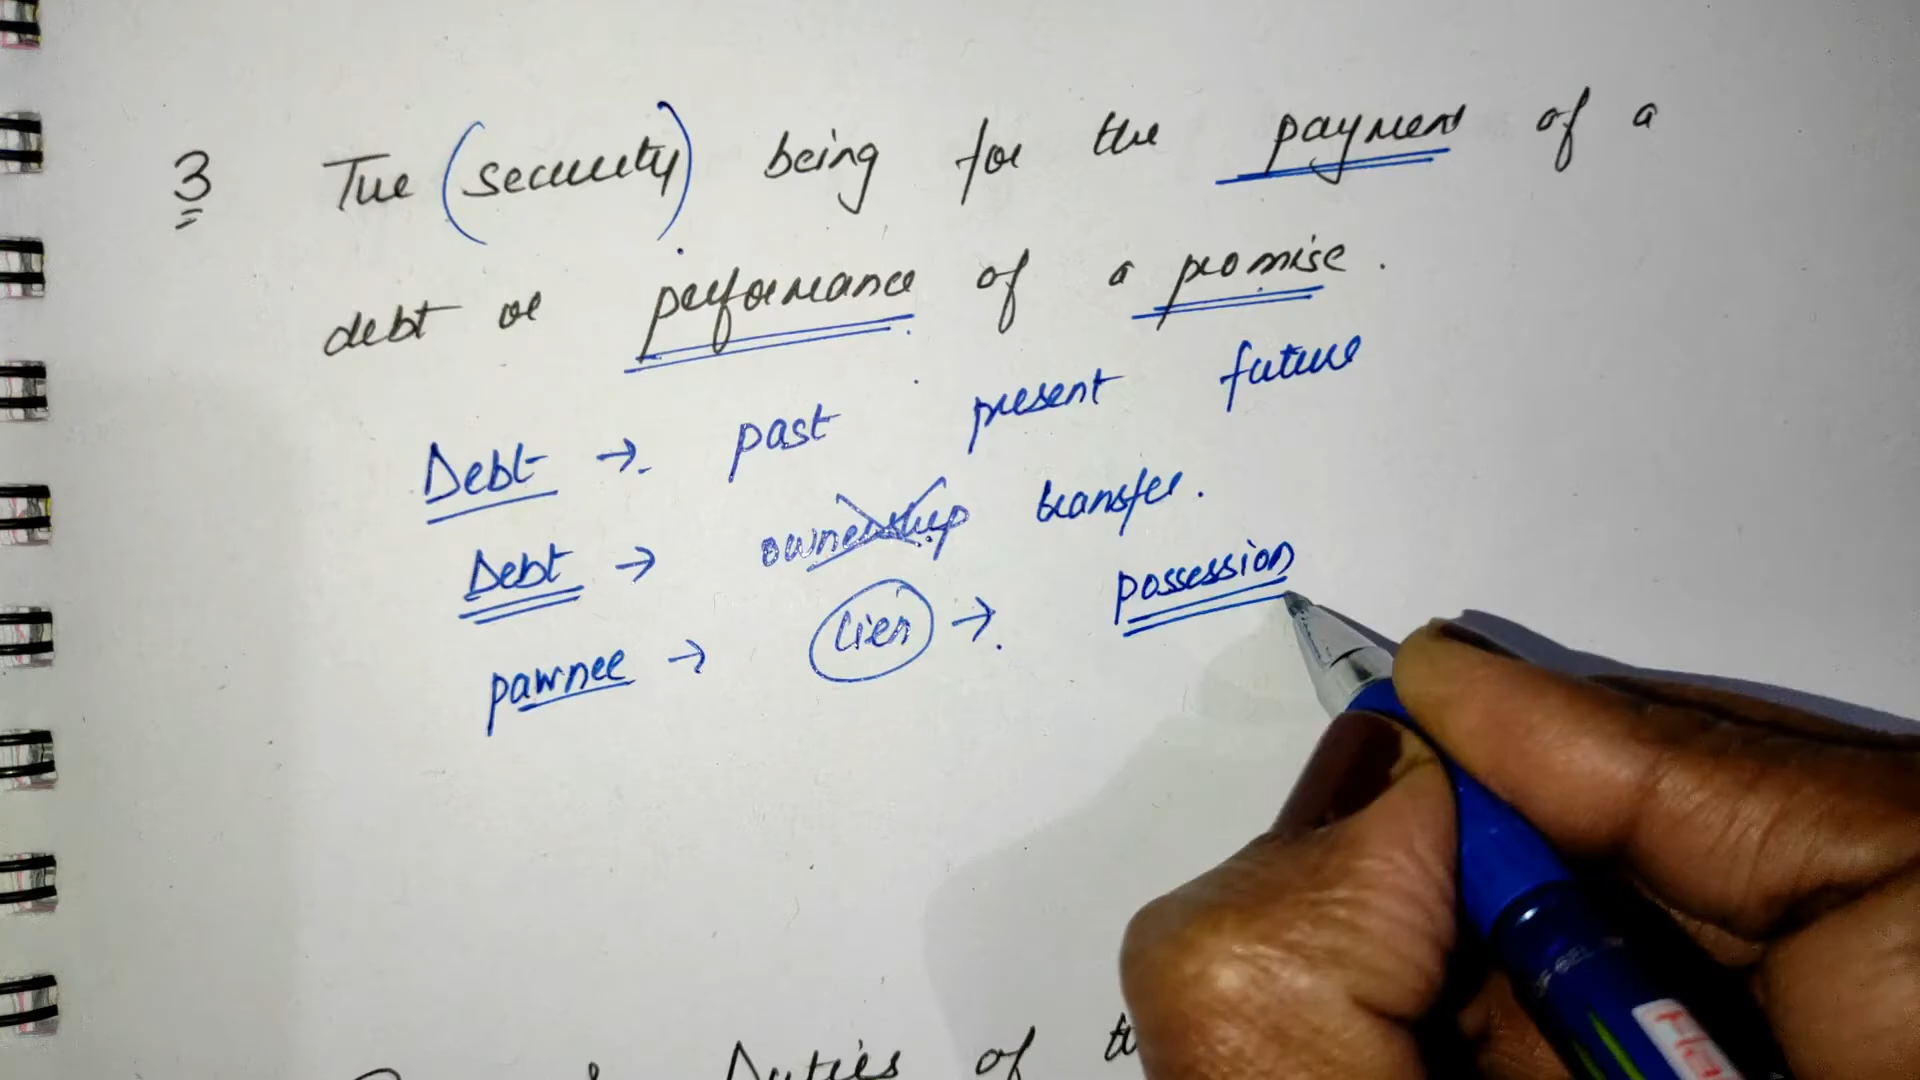 3 The (security) being for the payment of a
debt or performance of a promise.
Debt → past present future
Debt → ownership transfer.
pawnee → lien → possession
Duties of